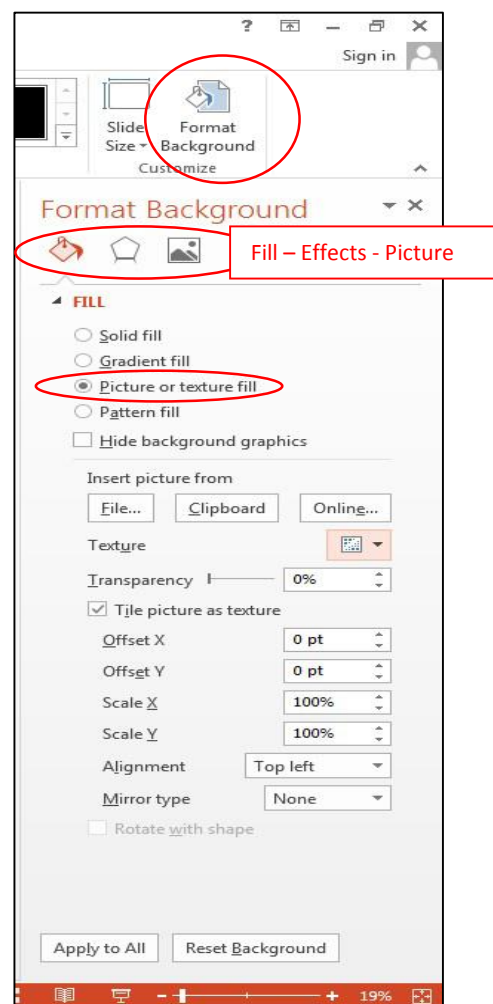 ?
Sign in
Slide Format
Size Background
Customize
Format Background
Fill – Effects - Picture
FILL
Solid fill
Gradient fill
Picture or texture fill
Pattern fill
Hide background graphics
Insert picture from
File... Clipboard Online...
Texture
Transparency 0%
Tile picture as texture
Offset X 0 pt
Offset Y 0 pt
Scale X 100%
Scale Y 100%
Alignment Top left
Mirror type None
Rotate with shape
Apply to All Reset Background
- + 19%